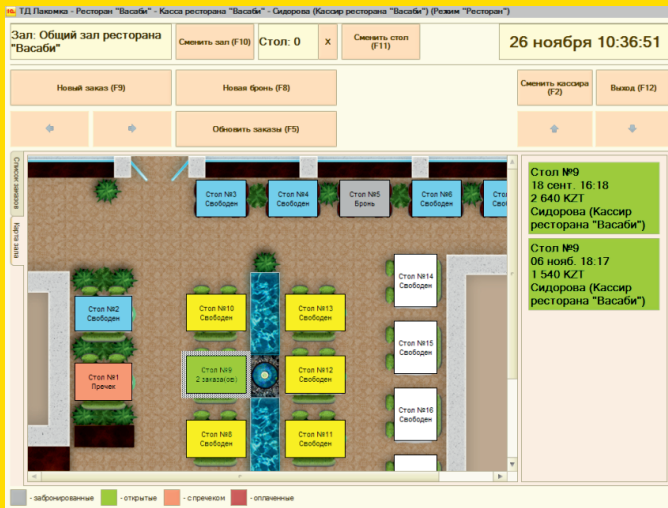 ТД Пахомка - Ресторан "Васаби" - Касса ресторана "Васаби" - Сидорова (Кассир ресторана "Васаби") (Режим "Ресторан")
Зал: Общий зал ресторана "Васаби"
Сменить зал (F10)
Стол: 0
x
Сменить стол (F11)
26 ноября 10:36:51
Новый заказ (F9)
Новая бронь (F8)
Сменить кассира (F2)
Выход (F12)
Обновить заказы (F5)
Список заказов
Карта зала
Стол №3
Свободен
Стол №4
Свободен
Стол №5
Бронь
Стол №6
Свободен
Стол №14
Свободен
Стол №2
Свободен
Стол №10
Свободен
Стол №13
Свободен
Стол №15
Свободен
Стол №1
Пречек
Стол №9
2 заказа(ов)
Стол №12
Свободен
Стол №16
Свободен
Стол №8
Свободен
Стол №11
Свободен
Стол №9
18 сент. 16:18
2 640 KZT
Сидорова (Кассир
ресторана "Васаби")
Стол №9
06 нояб. 18:17
1 540 KZT
Сидорова (Кассир
ресторана "Васаби")
- забронированные
- открытые
- с пречеком
- оплаченные